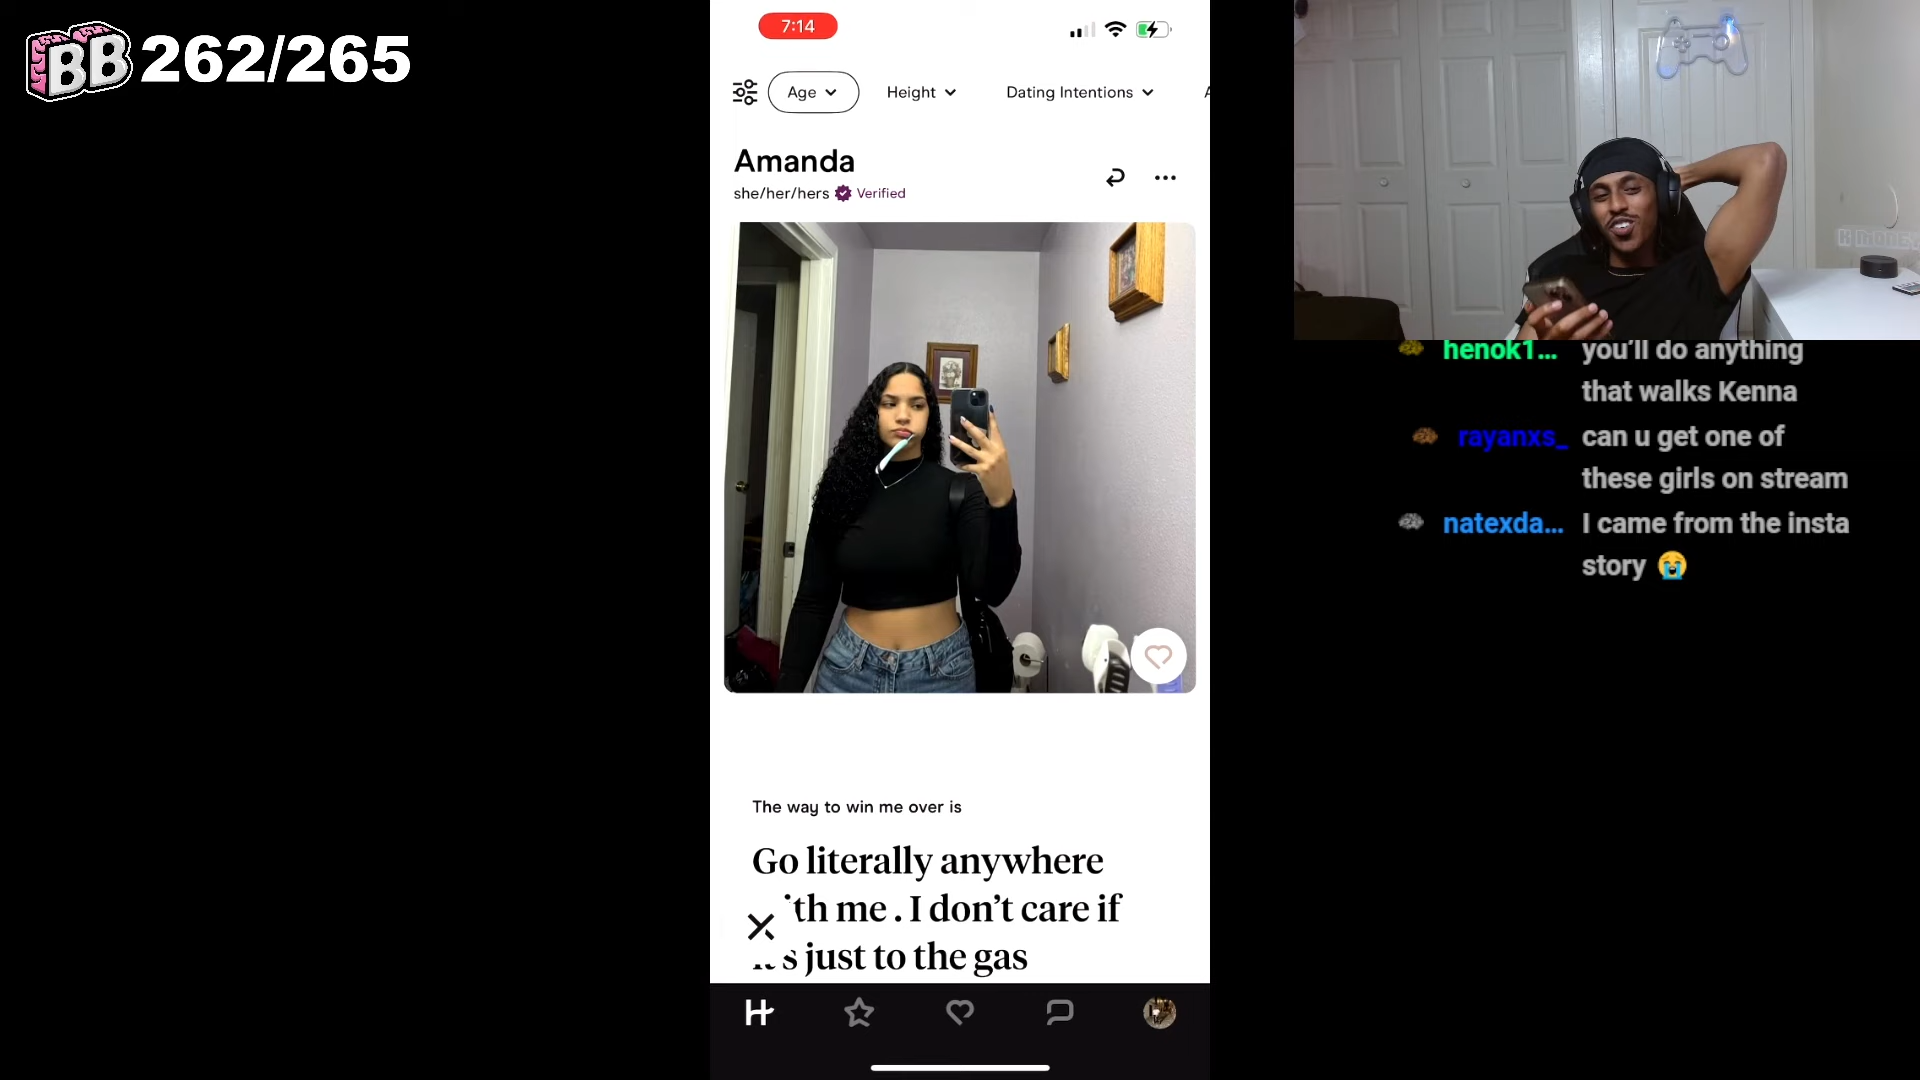 BB 262/265
7:14
Age
Height
Dating Intentions
Amanda
she/her/hers Verified
The way to win me over is
Go literally anywhere
th me . I don’t care if
s just to the gas
henok1... you’ll do anything
that walks Kenna
rayanxs_ can u get one of
these girls on stream
natexda... I came from the insta
story 😭